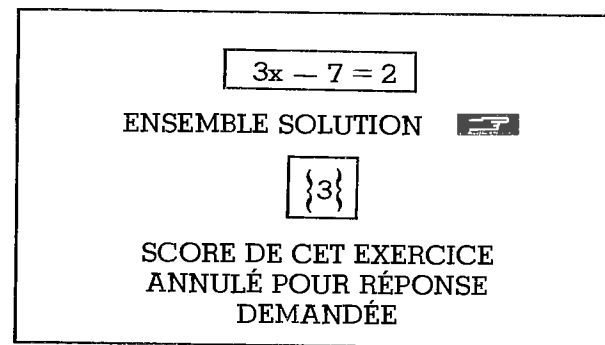 3x — 7 = 2
ENSEMBLE SOLUTION
}3{
SCORE DE CET EXERCICE
ANNULÉ POUR RÉPONSE
DEMANDÉE